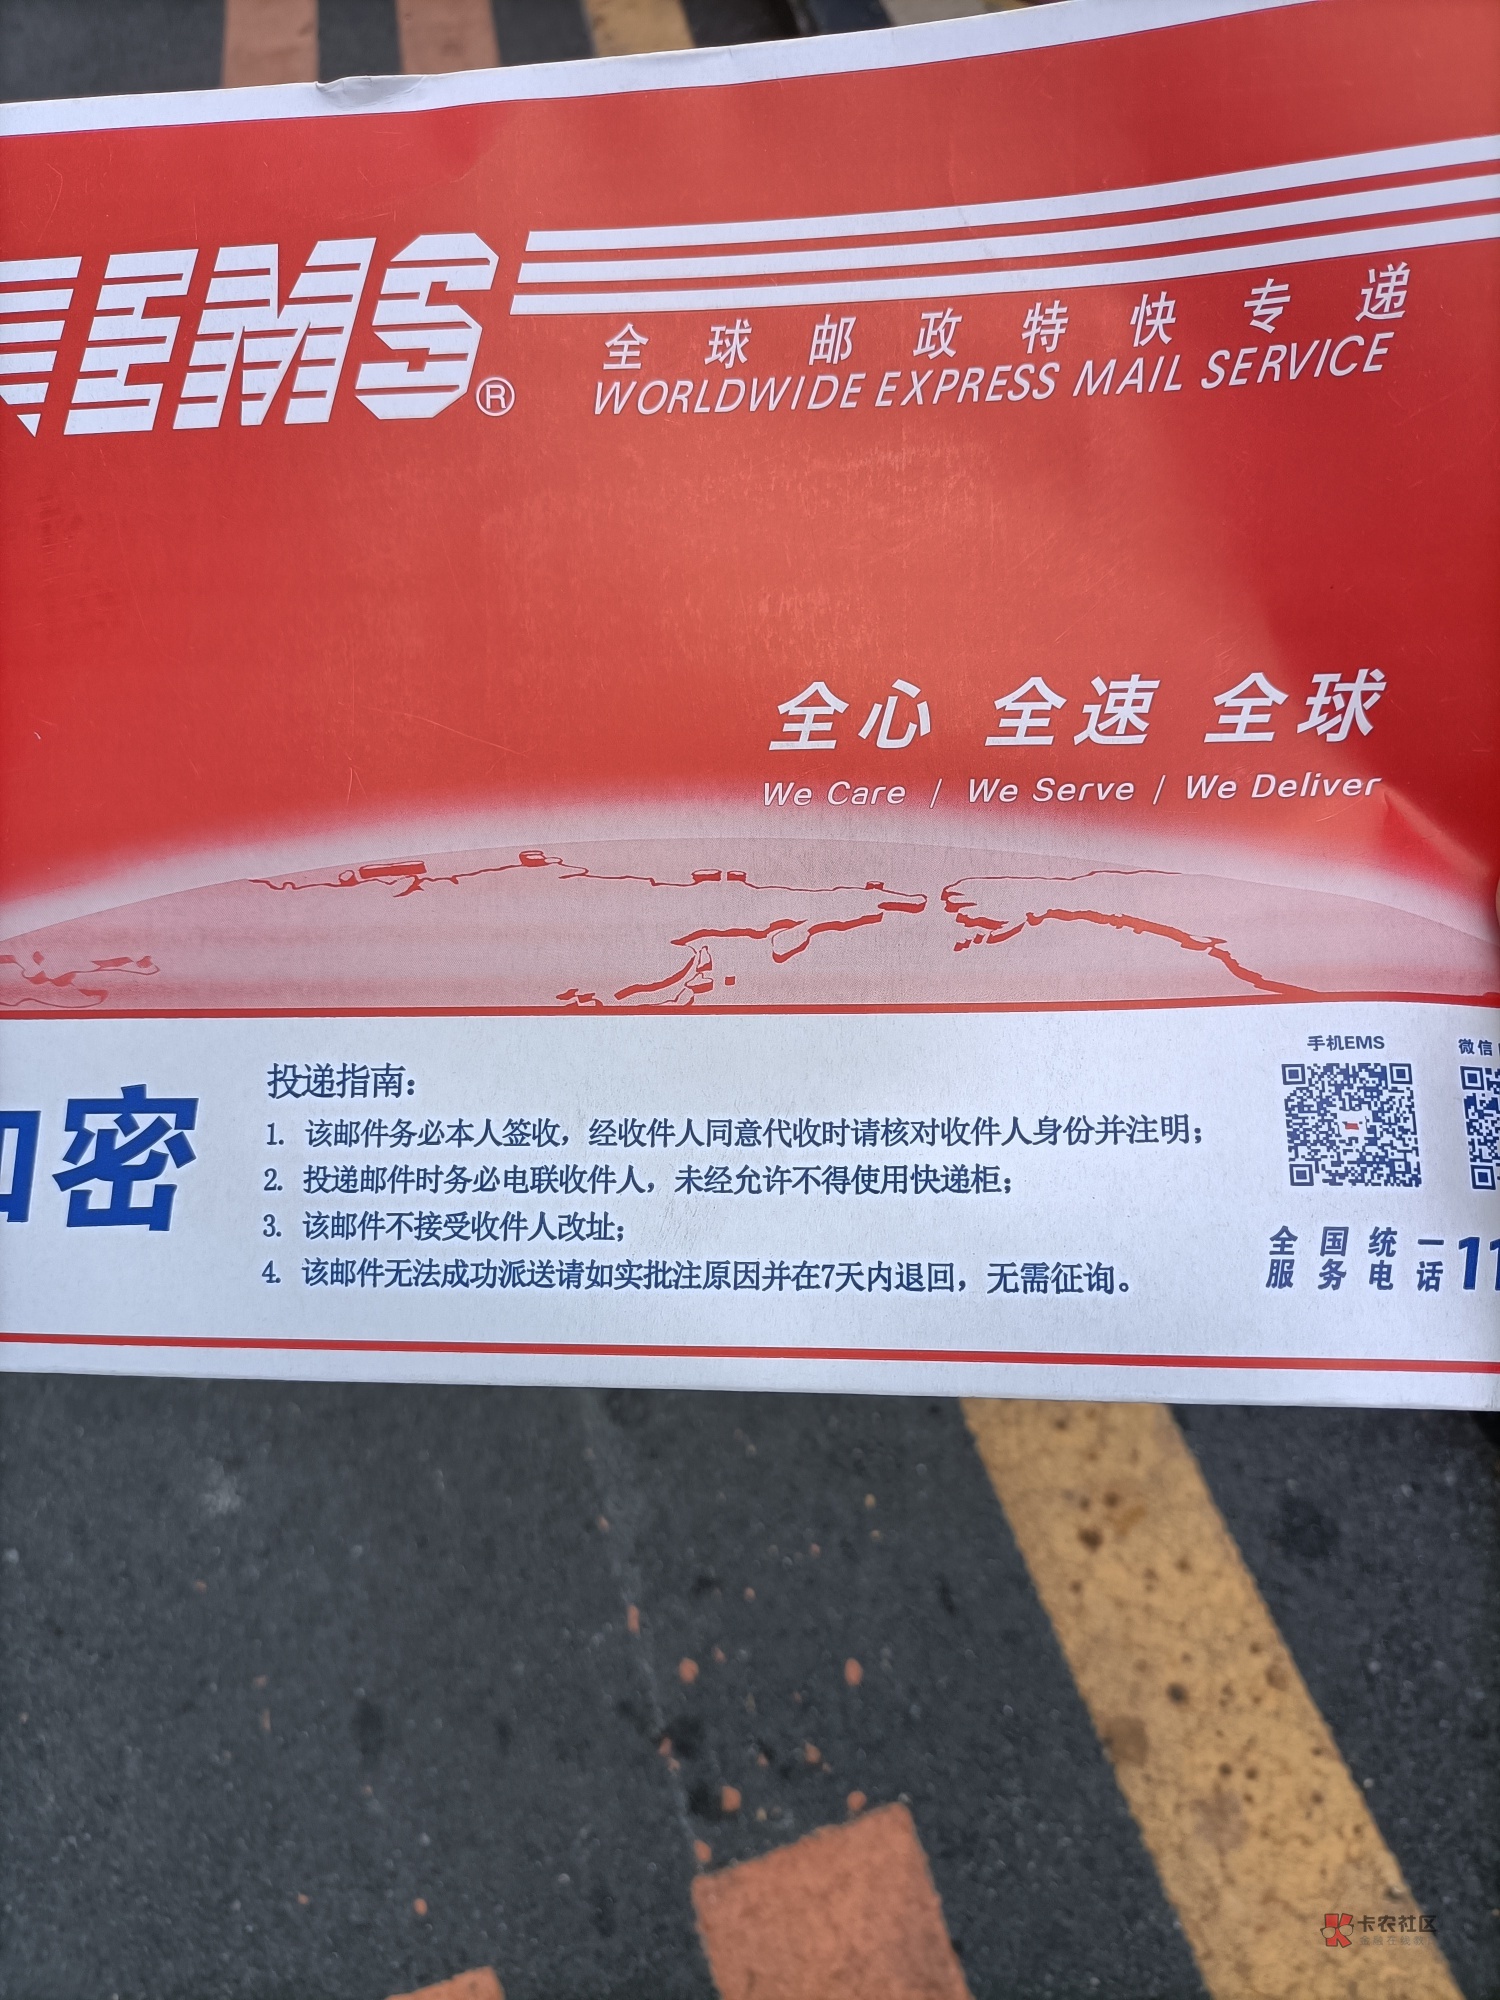 EMS®
全球邮政特快专递
WORLDWIDE EXPRESS MAIL SERVICE
全心 全速 全球
We Care / We Serve / We Deliver
密
投递指南：
1. 该邮件务必本人签收，经收件人同意代收时请核对收件人身份并注明；
2. 投递邮件时务必电联收件人，未经允许不得使用快递柜；
3. 该邮件不接受收件人改址；
4. 该邮件无法成功派送请如实批注原因并在7天内退回，无需征询。
手机EMS
微信
全国统一
服务电话
11
卡农社区